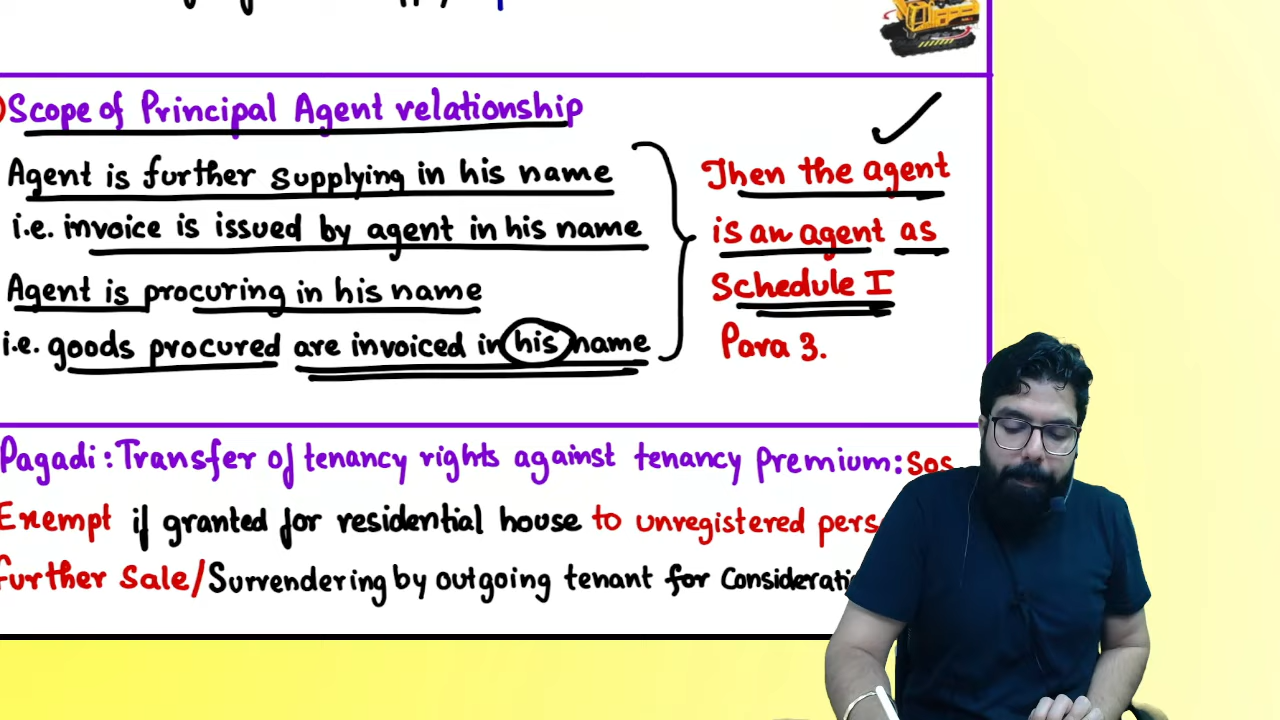 Scope of Principal Agent relationship
Agent is further supplying in his name
i.e. invoice is issued by agent in his name
Agent is procuring in his name
i.e. goods procured are invoiced in his name
Then the agent
is an agent as
Schedule I
Para 3.
Pagadi : Transfer of tenancy rights against tenancy premium : Sos
Exempt if granted for residential house to unregistered pers
Further Sale/Surrendering by outgoing tenant for Consideratio